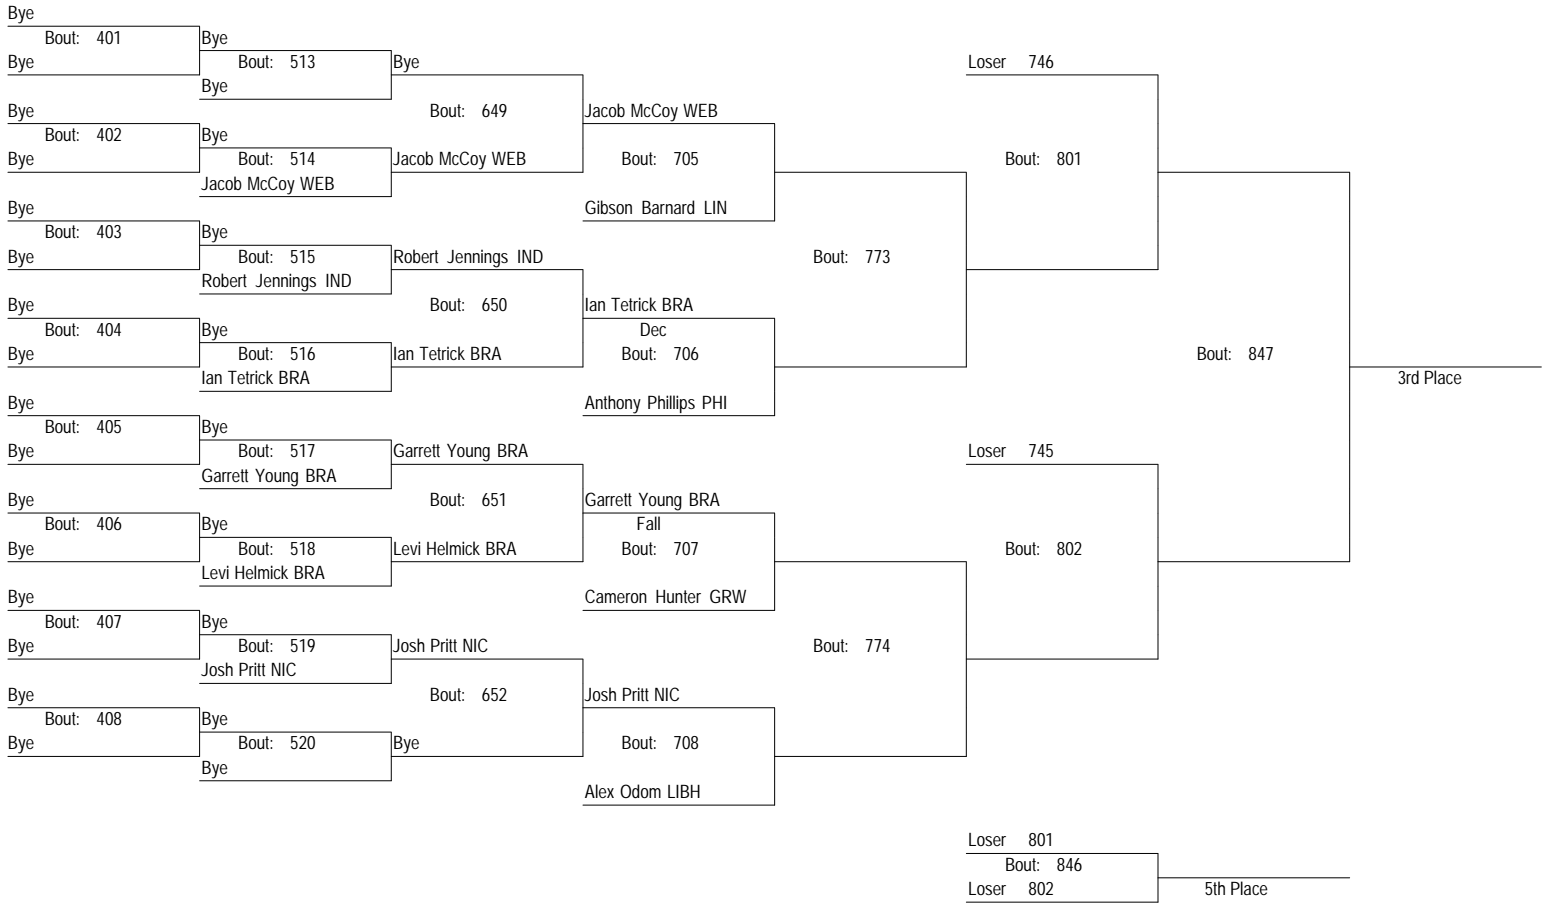 Bye
Bout: 401
Bye
Bye
Bout: 513
Bye
Bye
Bout: 649
Bye
Bout: 402
Bye
Bye
Bout: 514
Jacob McCoy WEB
Jacob McCoy WEB
Jacob McCoy WEB
Bout: 705
Gibson Barnard LIN
Bye
Bout: 403
Bye
Bye
Bout: 515
Robert Jennings IND
Robert Jennings IND
Bout: 650
Bye
Bout: 404
Bye
Bye
Bout: 516
Ian Tetrick BRA
Ian Tetrick BRA
Ian Tetrick BRA
Dec
Bout: 706
Anthony Phillips PHI
Bout: 773
Bye
Bout: 405
Bye
Bye
Bout: 517
Garrett Young BRA
Garrett Young BRA
Bout: 651
Bye
Bout: 406
Bye
Bye
Bout: 518
Levi Helmick BRA
Levi Helmick BRA
Garrett Young BRA
Fall
Bout: 707
Cameron Hunter GRW
Bye
Bout: 407
Bye
Bye
Bout: 519
Josh Pritt NIC
Josh Pritt NIC
Bout: 652
Bye
Bout: 408
Bye
Bye
Bout: 520
Bye
Bye
Josh Pritt NIC
Bout: 708
Alex Odom LIBH
Bout: 774
Loser 746
Bout: 801
Loser 745
Bout: 802
Bout: 847
3rd Place
Loser 801
Bout: 846
Loser 802
5th Place